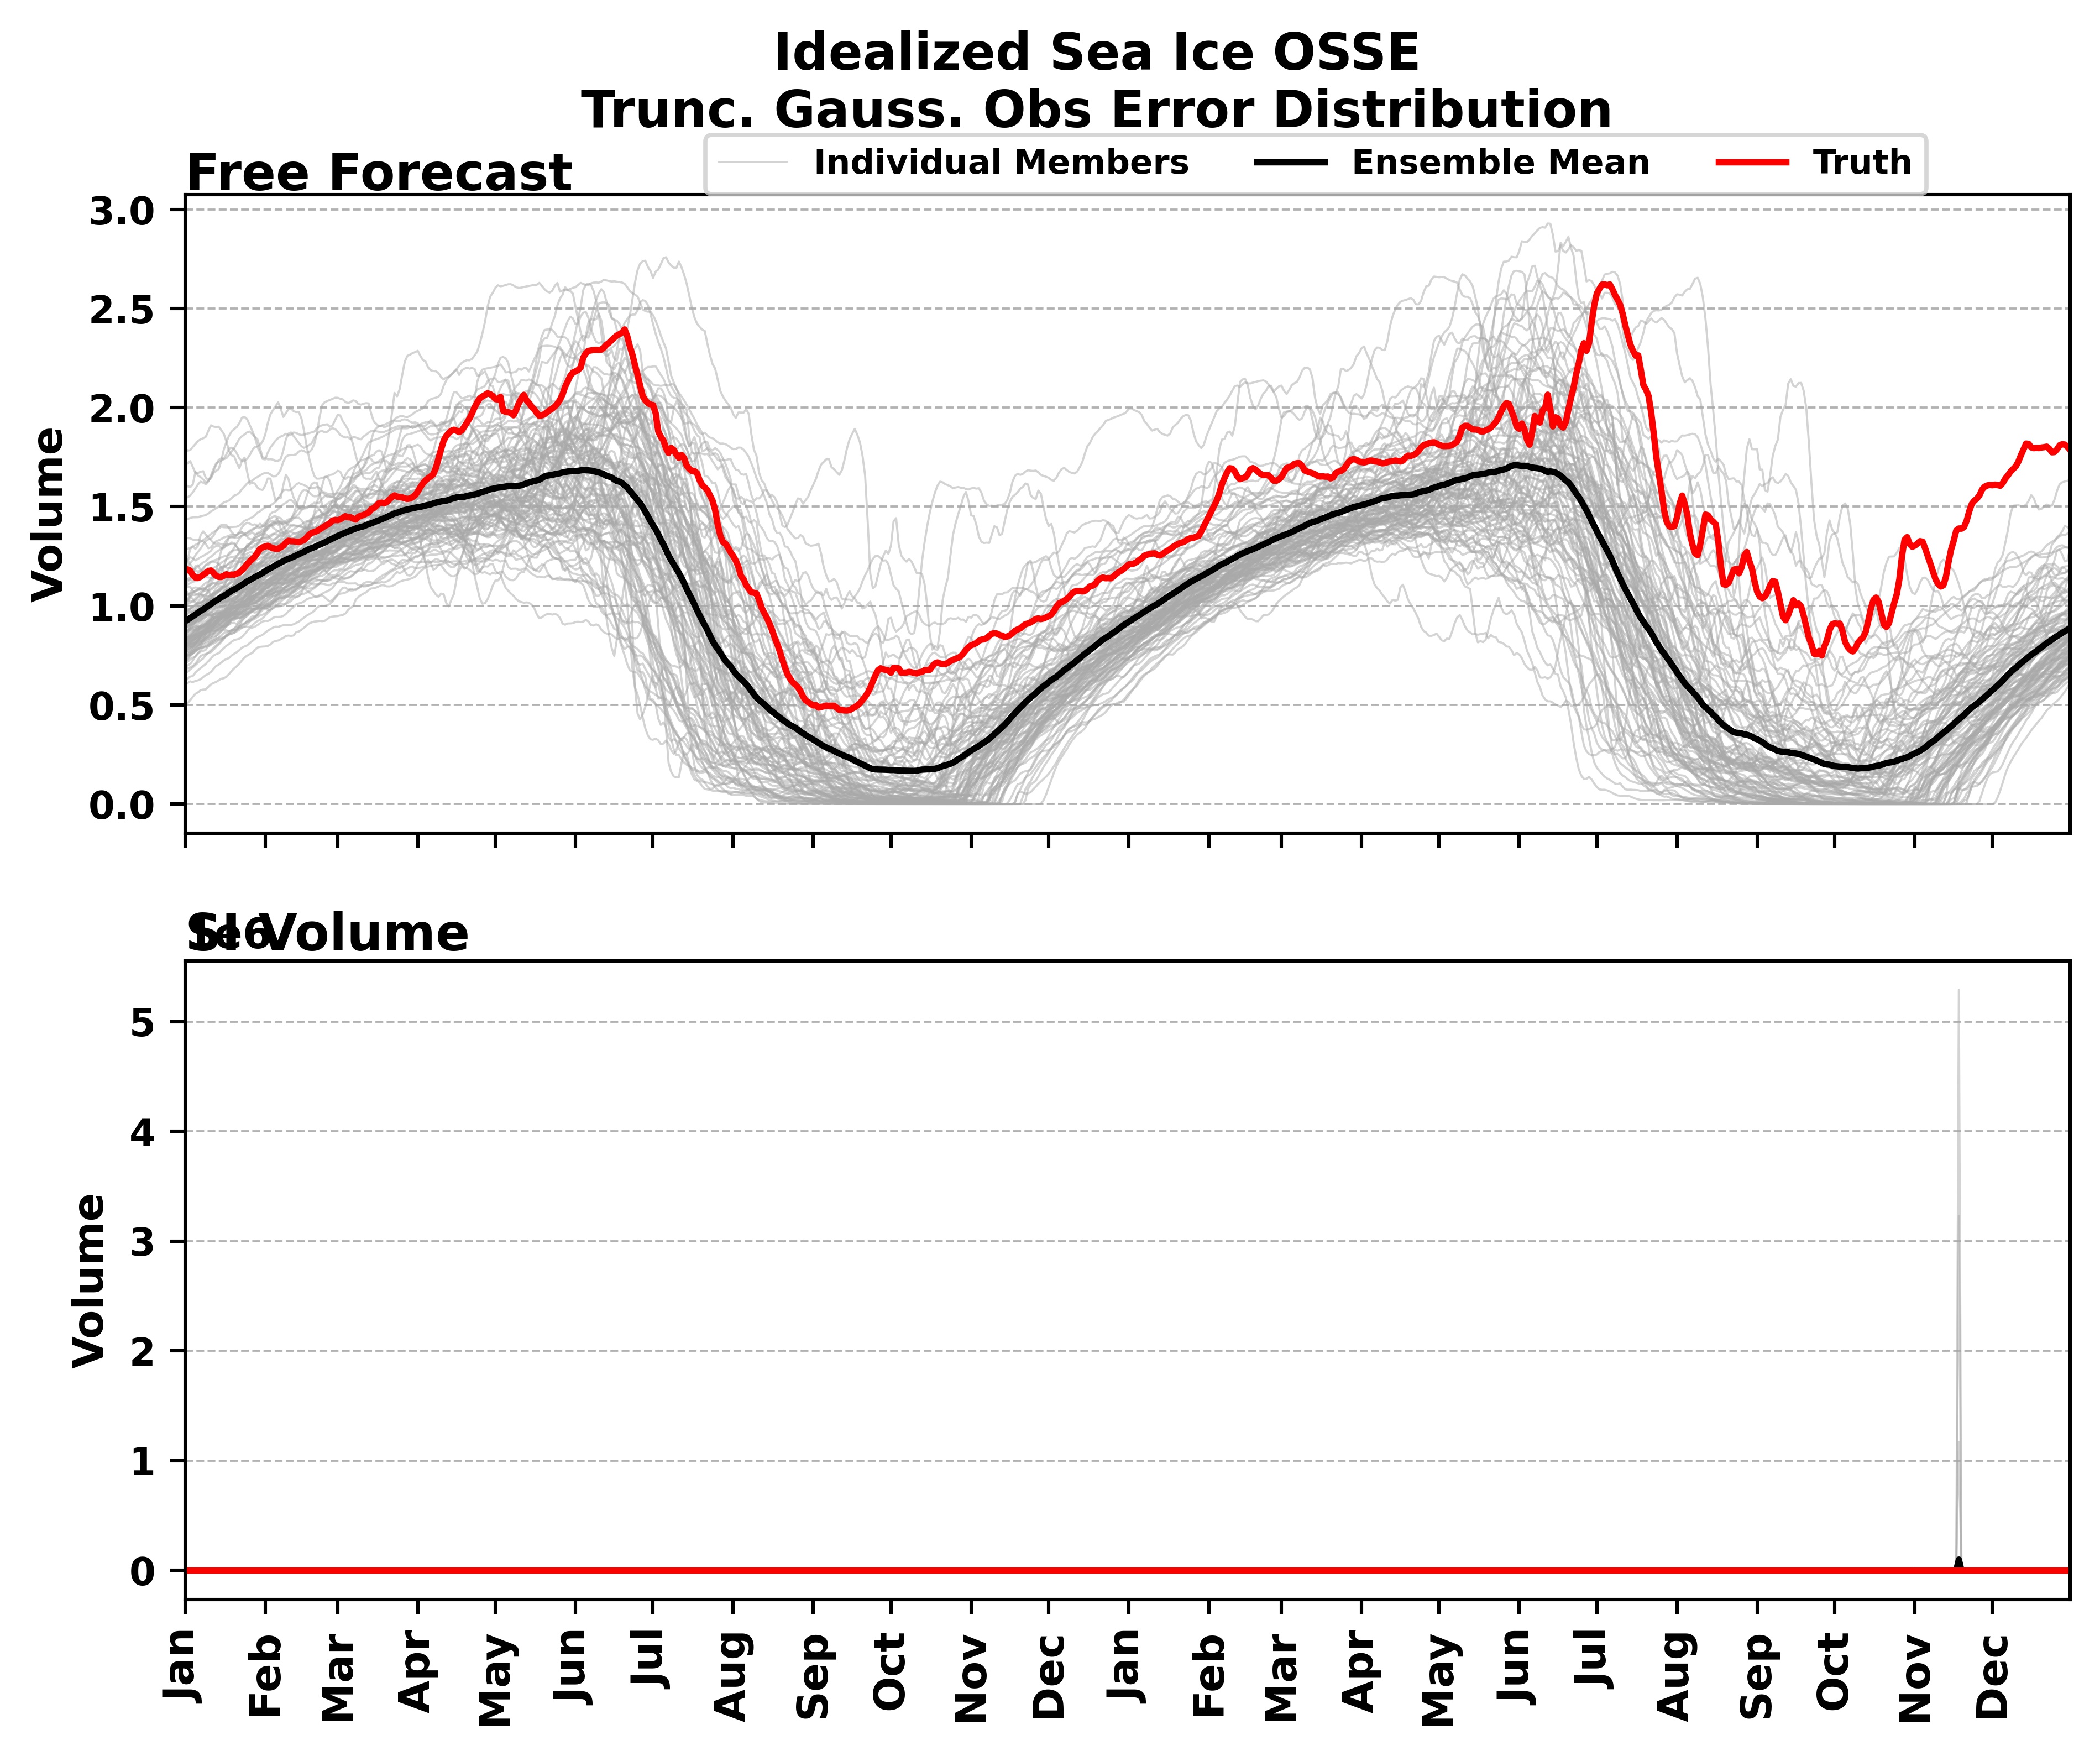 Idealized Sea Ice OSSE
Trunc. Gauss. Obs Error Distribution
Free Forecast
Individual Members Ensemble Mean Truth
3.0
2.5
2.0
1.5
1.0
0.5
0.0
Volume
SI Volume
1e6
5
4
3
2
1
0
Volume
Jan Feb Mar Apr May Jun Jul Aug Sep Oct Nov Dec Jan Feb Mar Apr May Jun Jul Aug Sep Oct Nov Dec